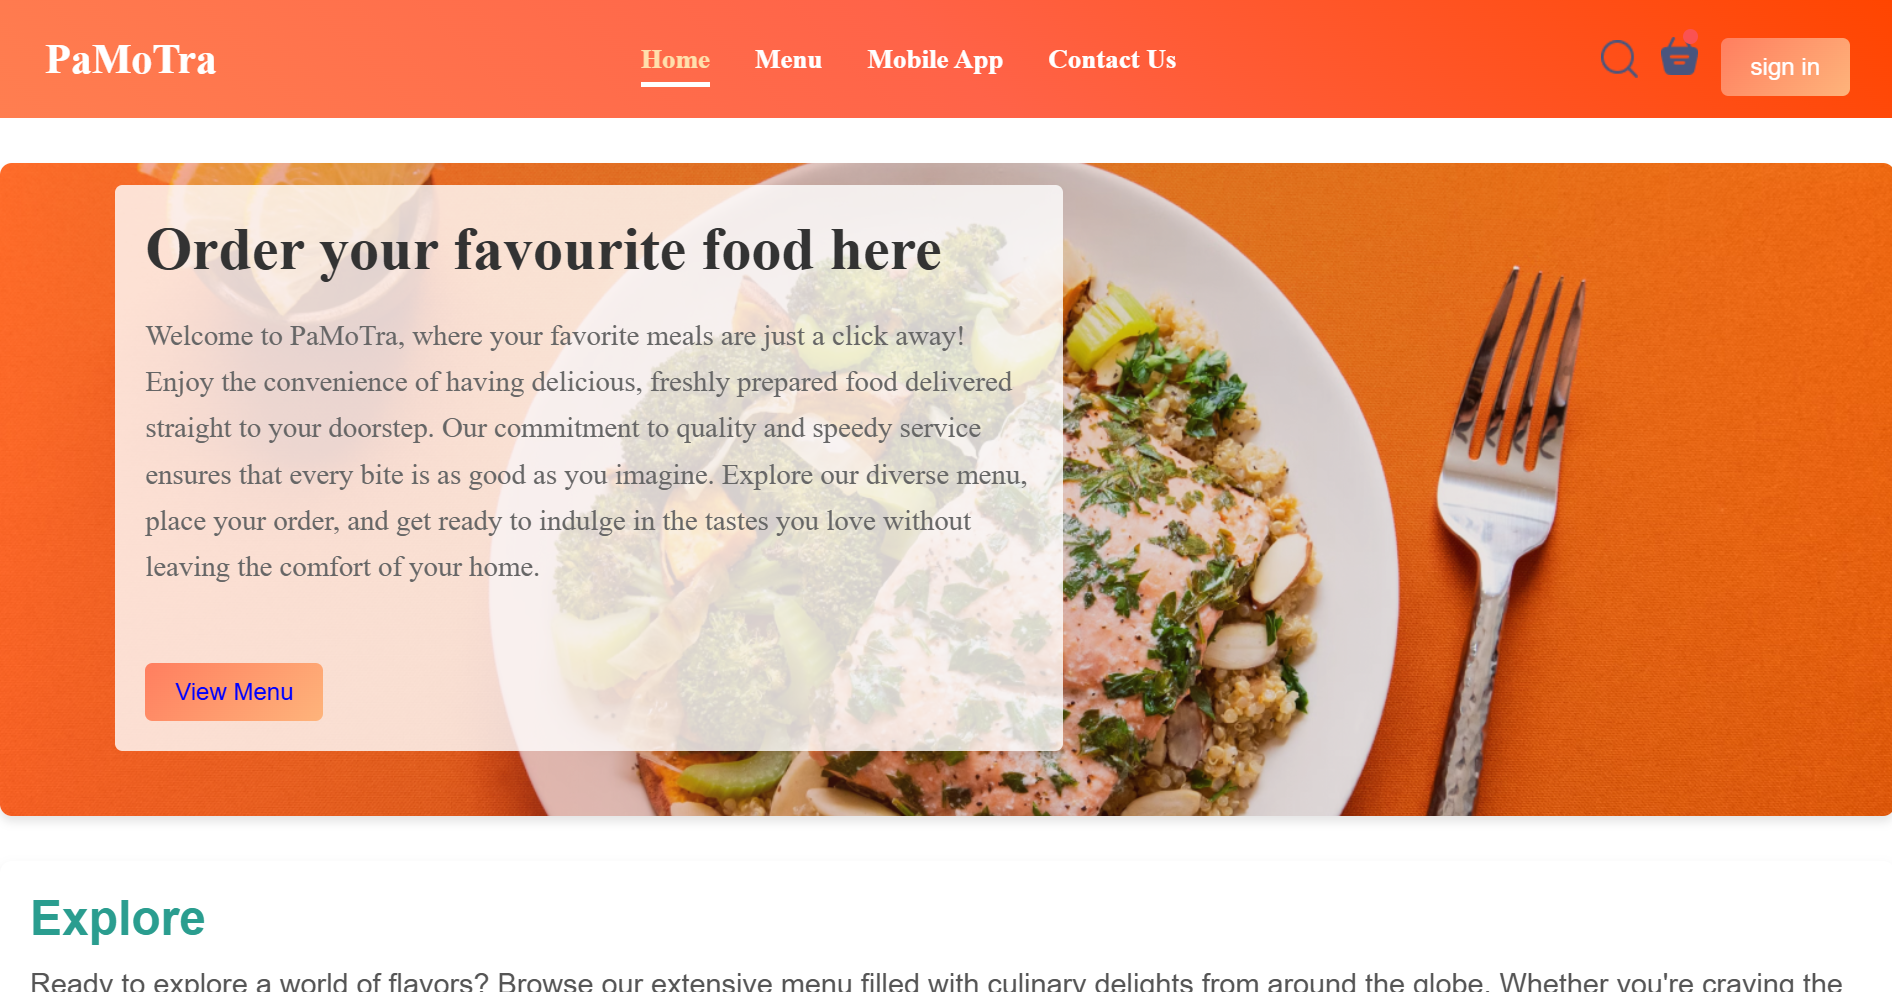 PaMoTra
Home Menu Mobile App Contact Us
sign in
Order your favourite food here
Welcome to PaMoTra, where your favorite meals are just a click away!
Enjoy the convenience of having delicious, freshly prepared food delivered
straight to your doorstep. Our commitment to quality and speedy service
ensures that every bite is as good as you imagine. Explore our diverse menu,
place your order, and get ready to indulge in the tastes you love without
leaving the comfort of your home.
View Menu
Explore
Ready to explore a world of flavors? Browse our extensive menu filled with culinary delights from around the globe. Whether you're craving the